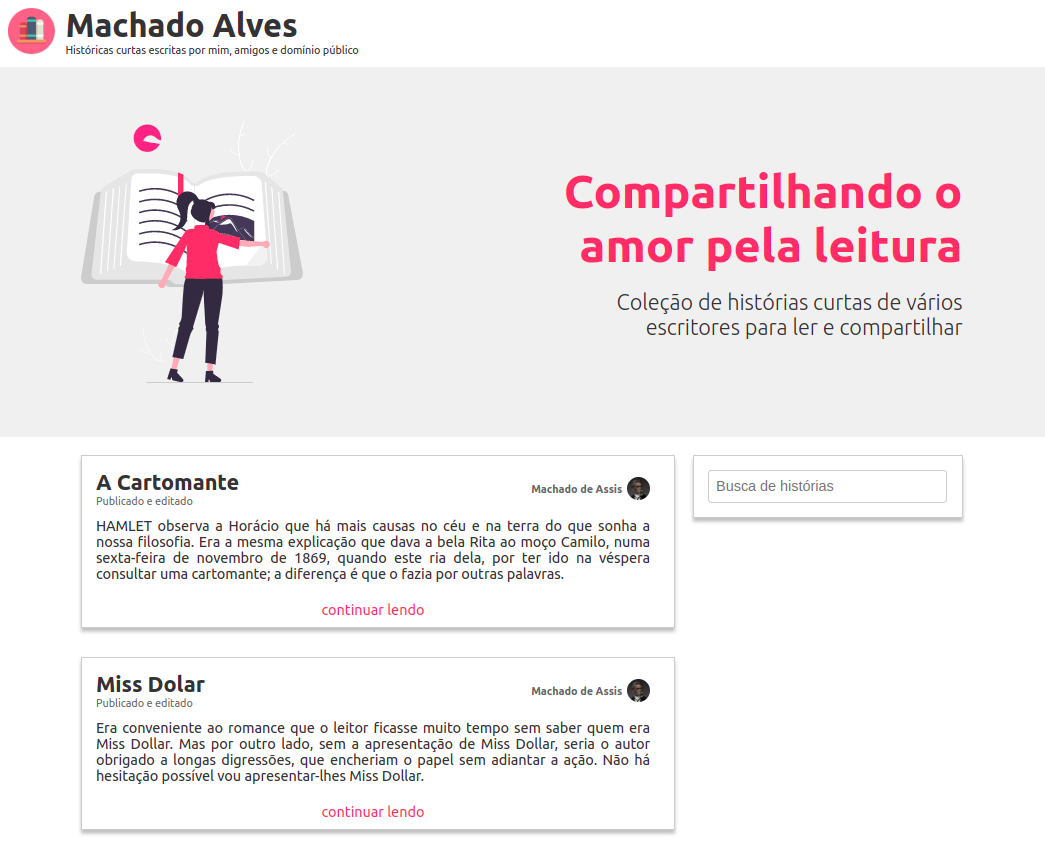 Machado Alves
Históricas curtas escritas por mim, amigos e domínio público
Compartilhando o
amor pela leitura
Coleção de histórias curtas de vários
escritores para ler e compartilhar
A Cartomante
Publicado e editado
Machado de Assis
HAMLET observa a Horácio que há mais causas no céu e na terra do que sonha a
nossa filosofia. Era a mesma explicação que dava a bela Rita ao moço Camilo, numa
sexta-feira de novembro de 1869, quando este ria dela, por ter ido na véspera
consultar uma cartomante; a diferença é que o fazia por outras palavras.
continuar lendo
Busca de histórias
Miss Dolar
Publicado e editado
Machado de Assis
Era conveniente ao romance que o leitor ficasse muito tempo sem saber quem era
Miss Dollar. Mas por outro lado, sem a apresentação de Miss Dollar, seria o autor
obrigado a longas digressões, que encheriam o papel sem adiantar a ação. Não há
hesitação possível vou apresentar-lhes Miss Dollar.
continuar lendo